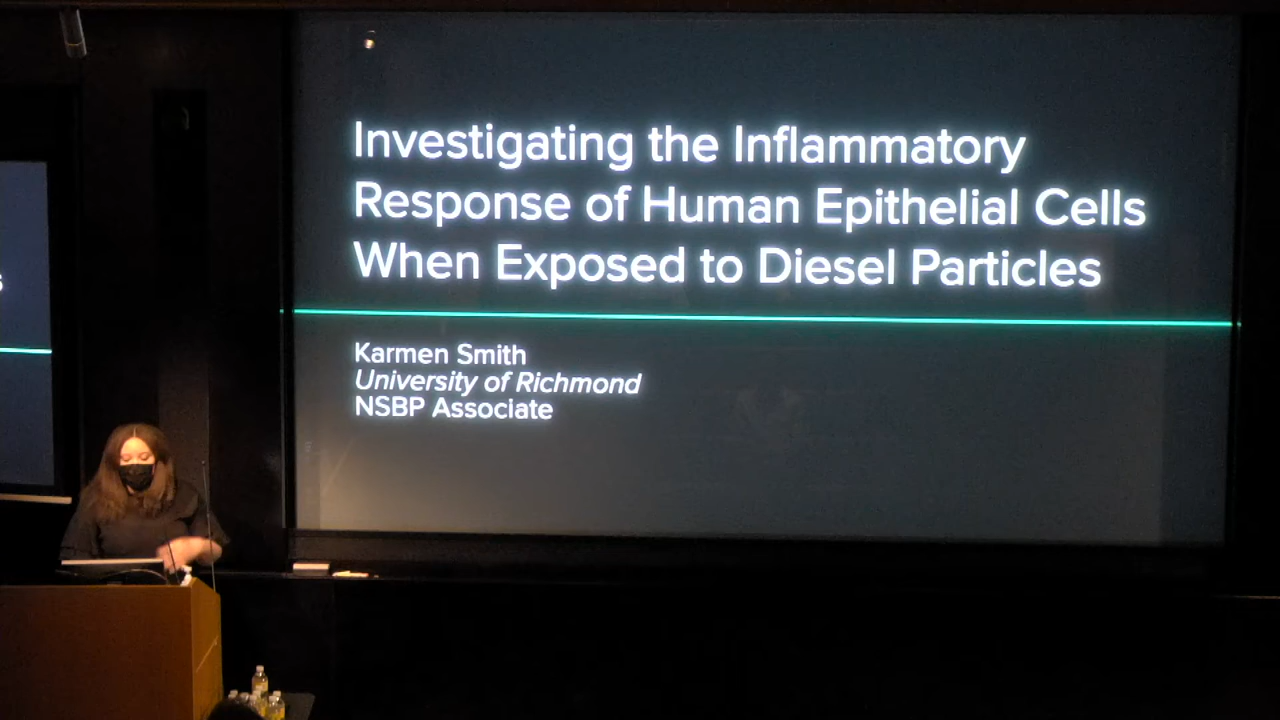 Investigating the Inflammatory
Response of Human Epithelial Cells
When Exposed to Diesel Particles
Karmen Smith
University of Richmond
NSBP Associate
s